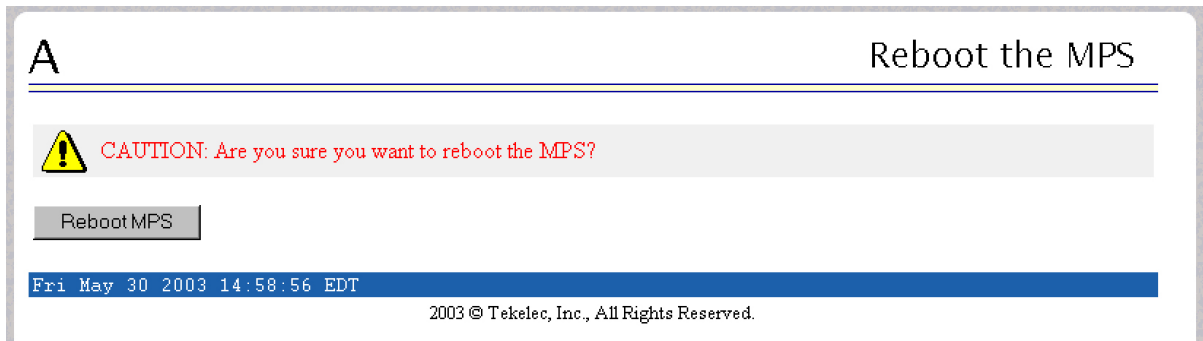 A
Reboot the MPS
CAUTION: Are you sure you want to reboot the MPS?
Reboot MPS
Fri May 30 2003 14:58:56 EDT
2003 © Tekelec, Inc., All Rights Reserved.